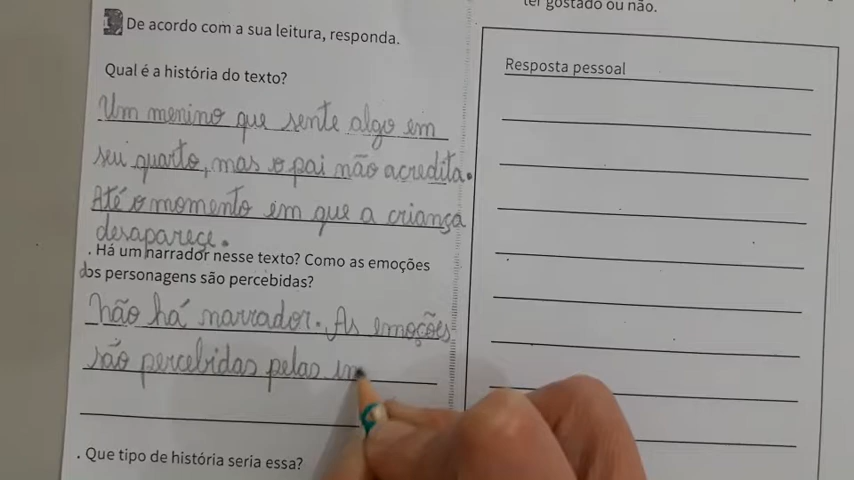 De acordo com a sua leitura, responda.
Qual é a história do texto?
Um menino que sente algo em
seu quarto, mas o pai não acredita.
Até o momento em que a criança
desaparece.
. Há um narrador nesse texto? Como as emoções
dos personagens são percebidas?
não há narrador. As emoções
são percebidas pelas im
. Que tipo de história seria essa?
ter gostado ou não.
Resposta pessoal